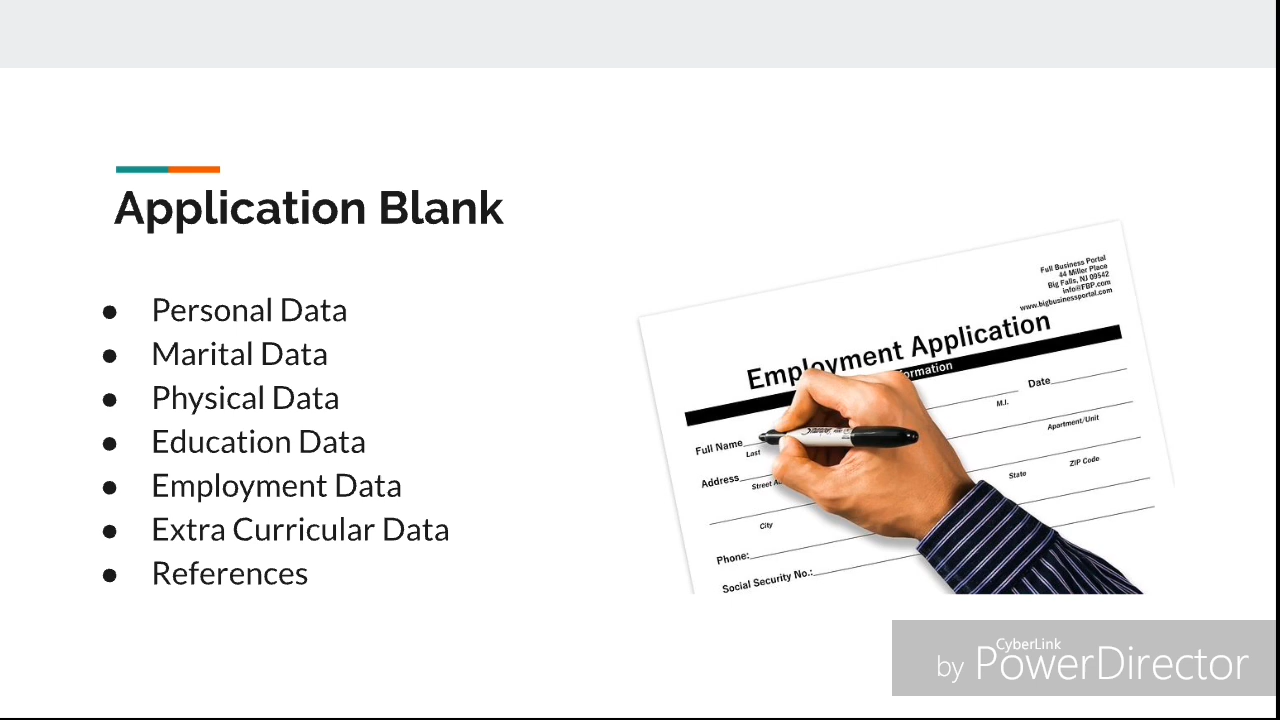 Application Blank
● Personal Data
● Marital Data
● Physical Data
● Education Data
● Employment Data
● Extra Curricular Data
● References
Full Business Portal
44 Miller Place
Big Falls, NJ 09542
info@FBP.com
www.bigbusinessportal.com
Employment Application
Date
M.I.
Full Name
Last
Apartment/Unit
Address
Street
State
ZIP Code
City
Phone:
Social Security No.:
CyberLink
by PowerDirector